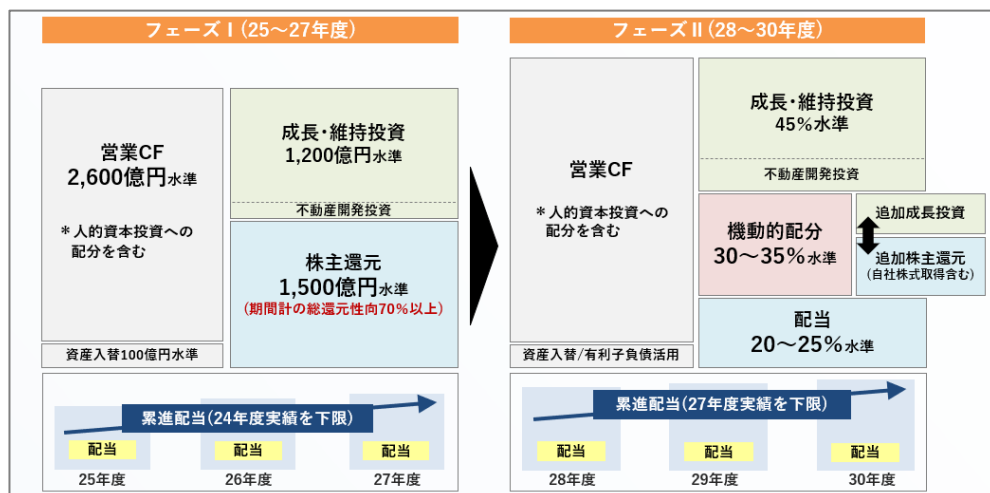 フェーズⅠ(25~27年度)
営業CF
2,600億円水準
*人的資本投資への
配分を含む
資産入替100億円水準
成長・維持投資
1,200億円水準
不動産開発投資
株主還元
1,500億円水準
(期間計の総還元性向70%以上)
累進配当(24年度実績を下限)
配当
配当
配当
25年度
26年度
27年度
フェーズⅡ(28~30年度)
営業CF
*人的資本投資への
配分を含む
資産入替/有利子負債活用
成長・維持投資
45%水準
不動産開発投資
機動的配分
30~35%水準
追加成長投資
追加株主還元
(自社株式取得含む)
配当
20~25%水準
累進配当(27年度実績を下限)
配当
配当
配当
28年度
29年度
30年度